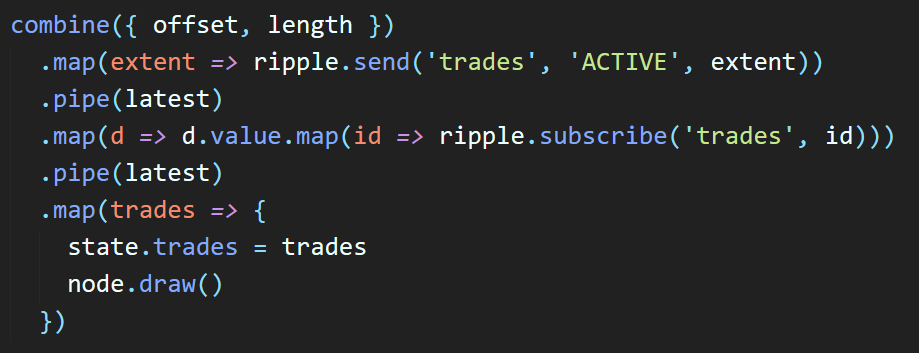 combine({ offset, length })
  .map(extent => ripple.send('trades', 'ACTIVE', extent))
  .pipe(latest)
  .map(d => d.value.map(id => ripple.subscribe('trades', id)))
  .pipe(latest)
  .map(trades => {
    state.trades = trades
    node.draw()
  })